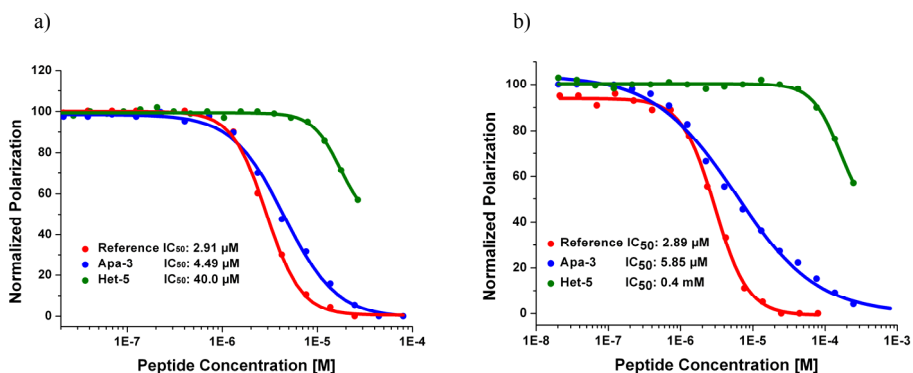 a)
Normalized Polarization
120
100
80
60
40
20
0
Reference IC50: 2.91 µM
Apa-3 IC50: 4.49 µM
Het-5 IC50: 40.0 µM
1E-7 1E-6 1E-5 1E-4
Peptide Concentration [M]
b)
Normalized Polarization
100
80
60
40
20
0
Reference IC50: 2.89 µM
Apa-3 IC50: 5.85 µM
Het-5 IC50: 0.4 mM
1E-8 1E-7 1E-6 1E-5 1E-4 1E-3
Peptide Concentration [M]